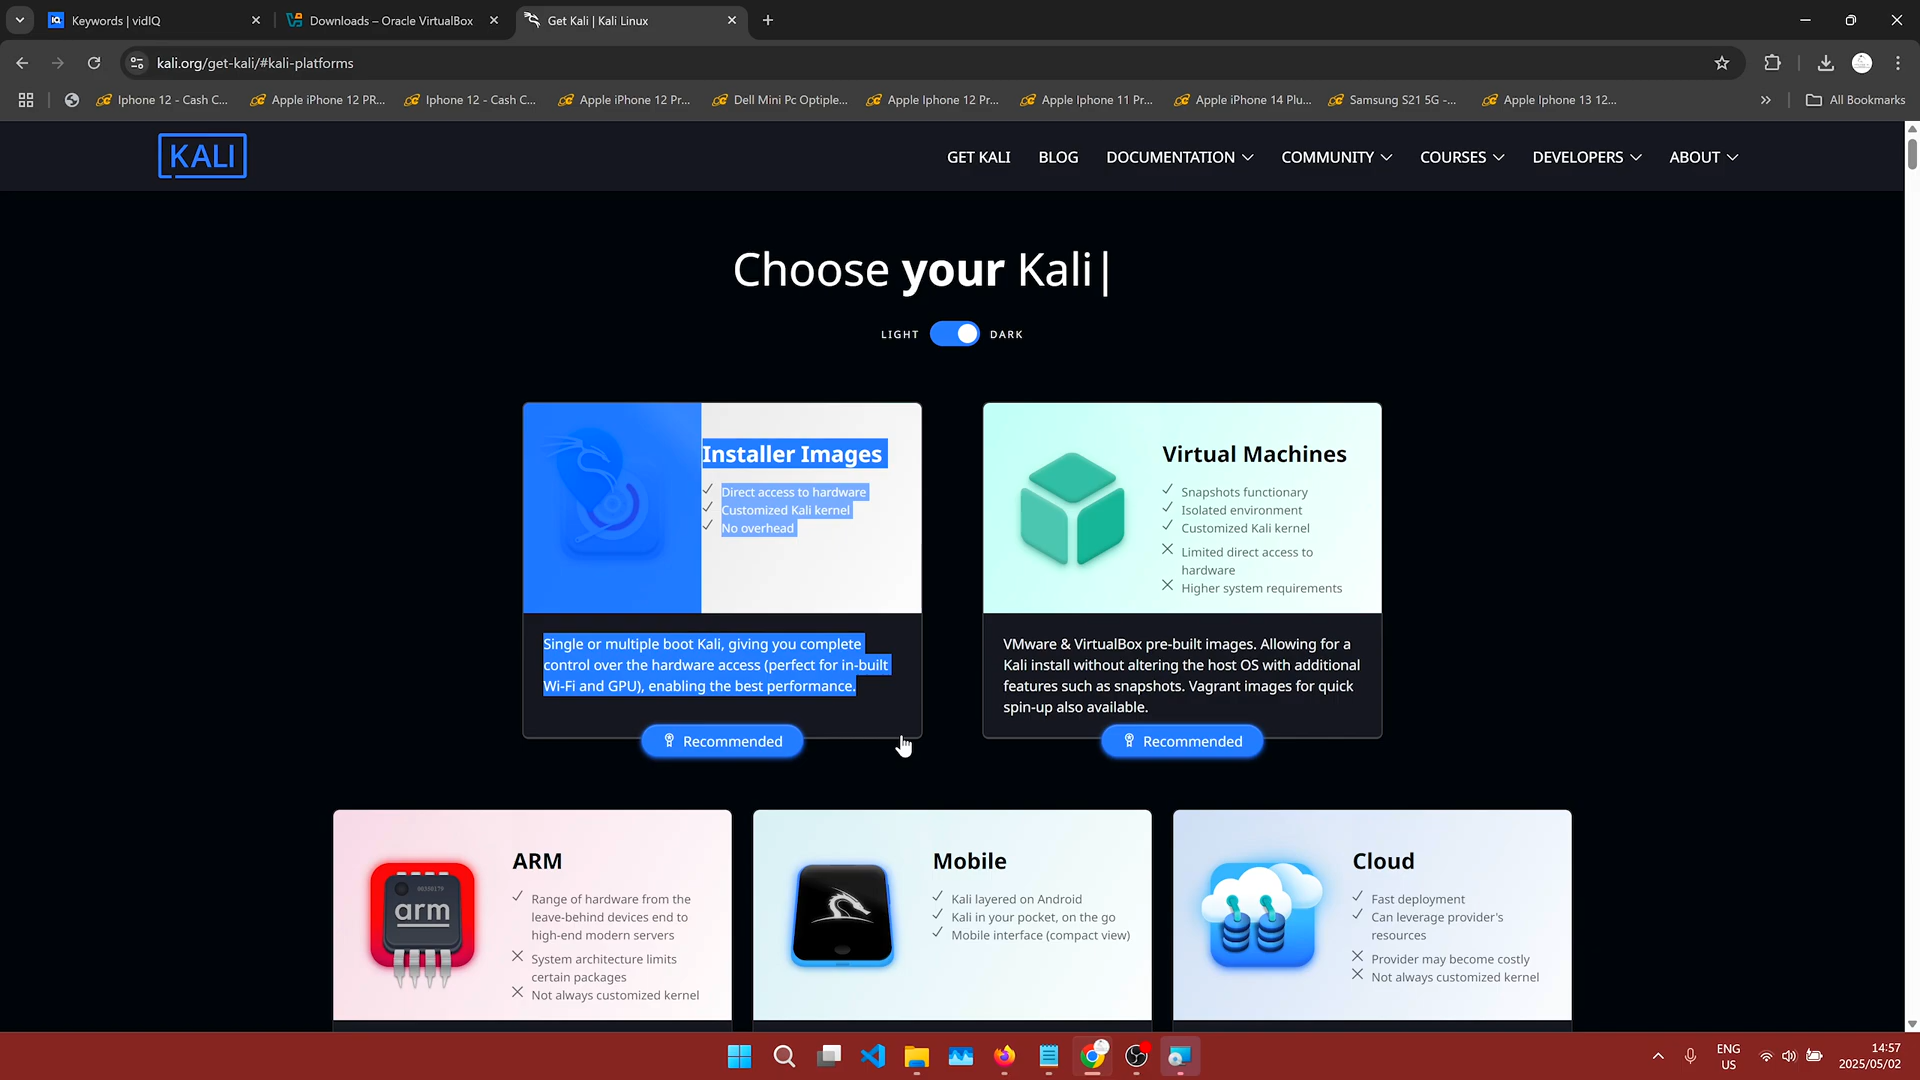 Keywords | vidIQ
Downloads – Oracle VirtualBox
Get Kali | Kali Linux
kali.org/get-kali/#kali-platforms
Iphone 12 - Cash C...
Apple iPhone 12 PR...
Iphone 12 - Cash C...
Apple iPhone 12 Pr...
Dell Mini Pc Optiple...
Apple Iphone 12 Pr...
Apple Iphone 11 Pr...
Apple iPhone 14 Plu...
Samsung S21 5G -...
Apple Iphone 13 12...
All Bookmarks
KALI
GET KALI
BLOG
DOCUMENTATION
COMMUNITY
COURSES
DEVELOPERS
ABOUT
Choose your Kali|
LIGHT
DARK
Installer Images
Direct access to hardware
Customized Kali kernel
No overhead
Single or multiple boot Kali, giving you complete
control over the hardware access (perfect for in-built
Wi-Fi and GPU), enabling the best performance.
Recommended
Virtual Machines
Snapshots functionary
Isolated environment
Customized Kali kernel
Limited direct access to
hardware
Higher system requirements
VMware & VirtualBox pre-built images. Allowing for a
Kali install without altering the host OS with additional
features such as snapshots. Vagrant images for quick
spin-up also available.
Recommended
arm
ARM
Range of hardware from the
leave-behind devices end to
high-end modern servers
System architecture limits
certain packages
Not always customized kernel
Mobile
Kali layered on Android
Kali in your pocket, on the go
Mobile interface (compact view)
Cloud
Fast deployment
Can leverage provider's
resources
Provider may become costly
Not always customized kernel
ENG
US
14:57
2025/05/02